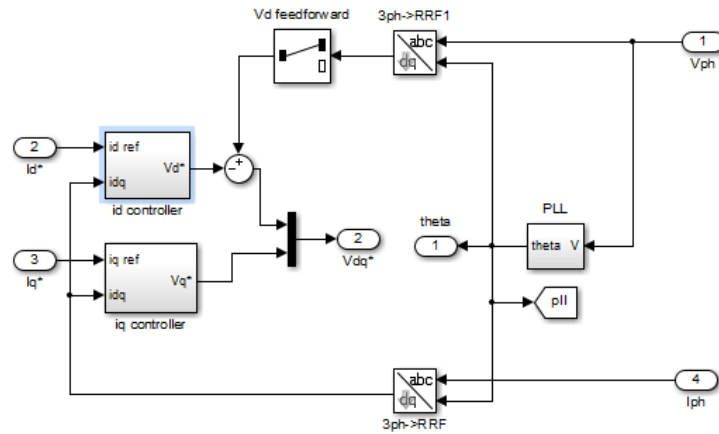 Vd feedforward
3ph->RRF1
abc
dq
1
Vph
2
Id*
id ref
Vd*
idq
id controller
- +
theta
PLL
1
theta V
3
Iq*
iq ref
Vq*
idq
iq controller
2
Vdq*
pll
abc
dq
3ph->RRF
4
Iph